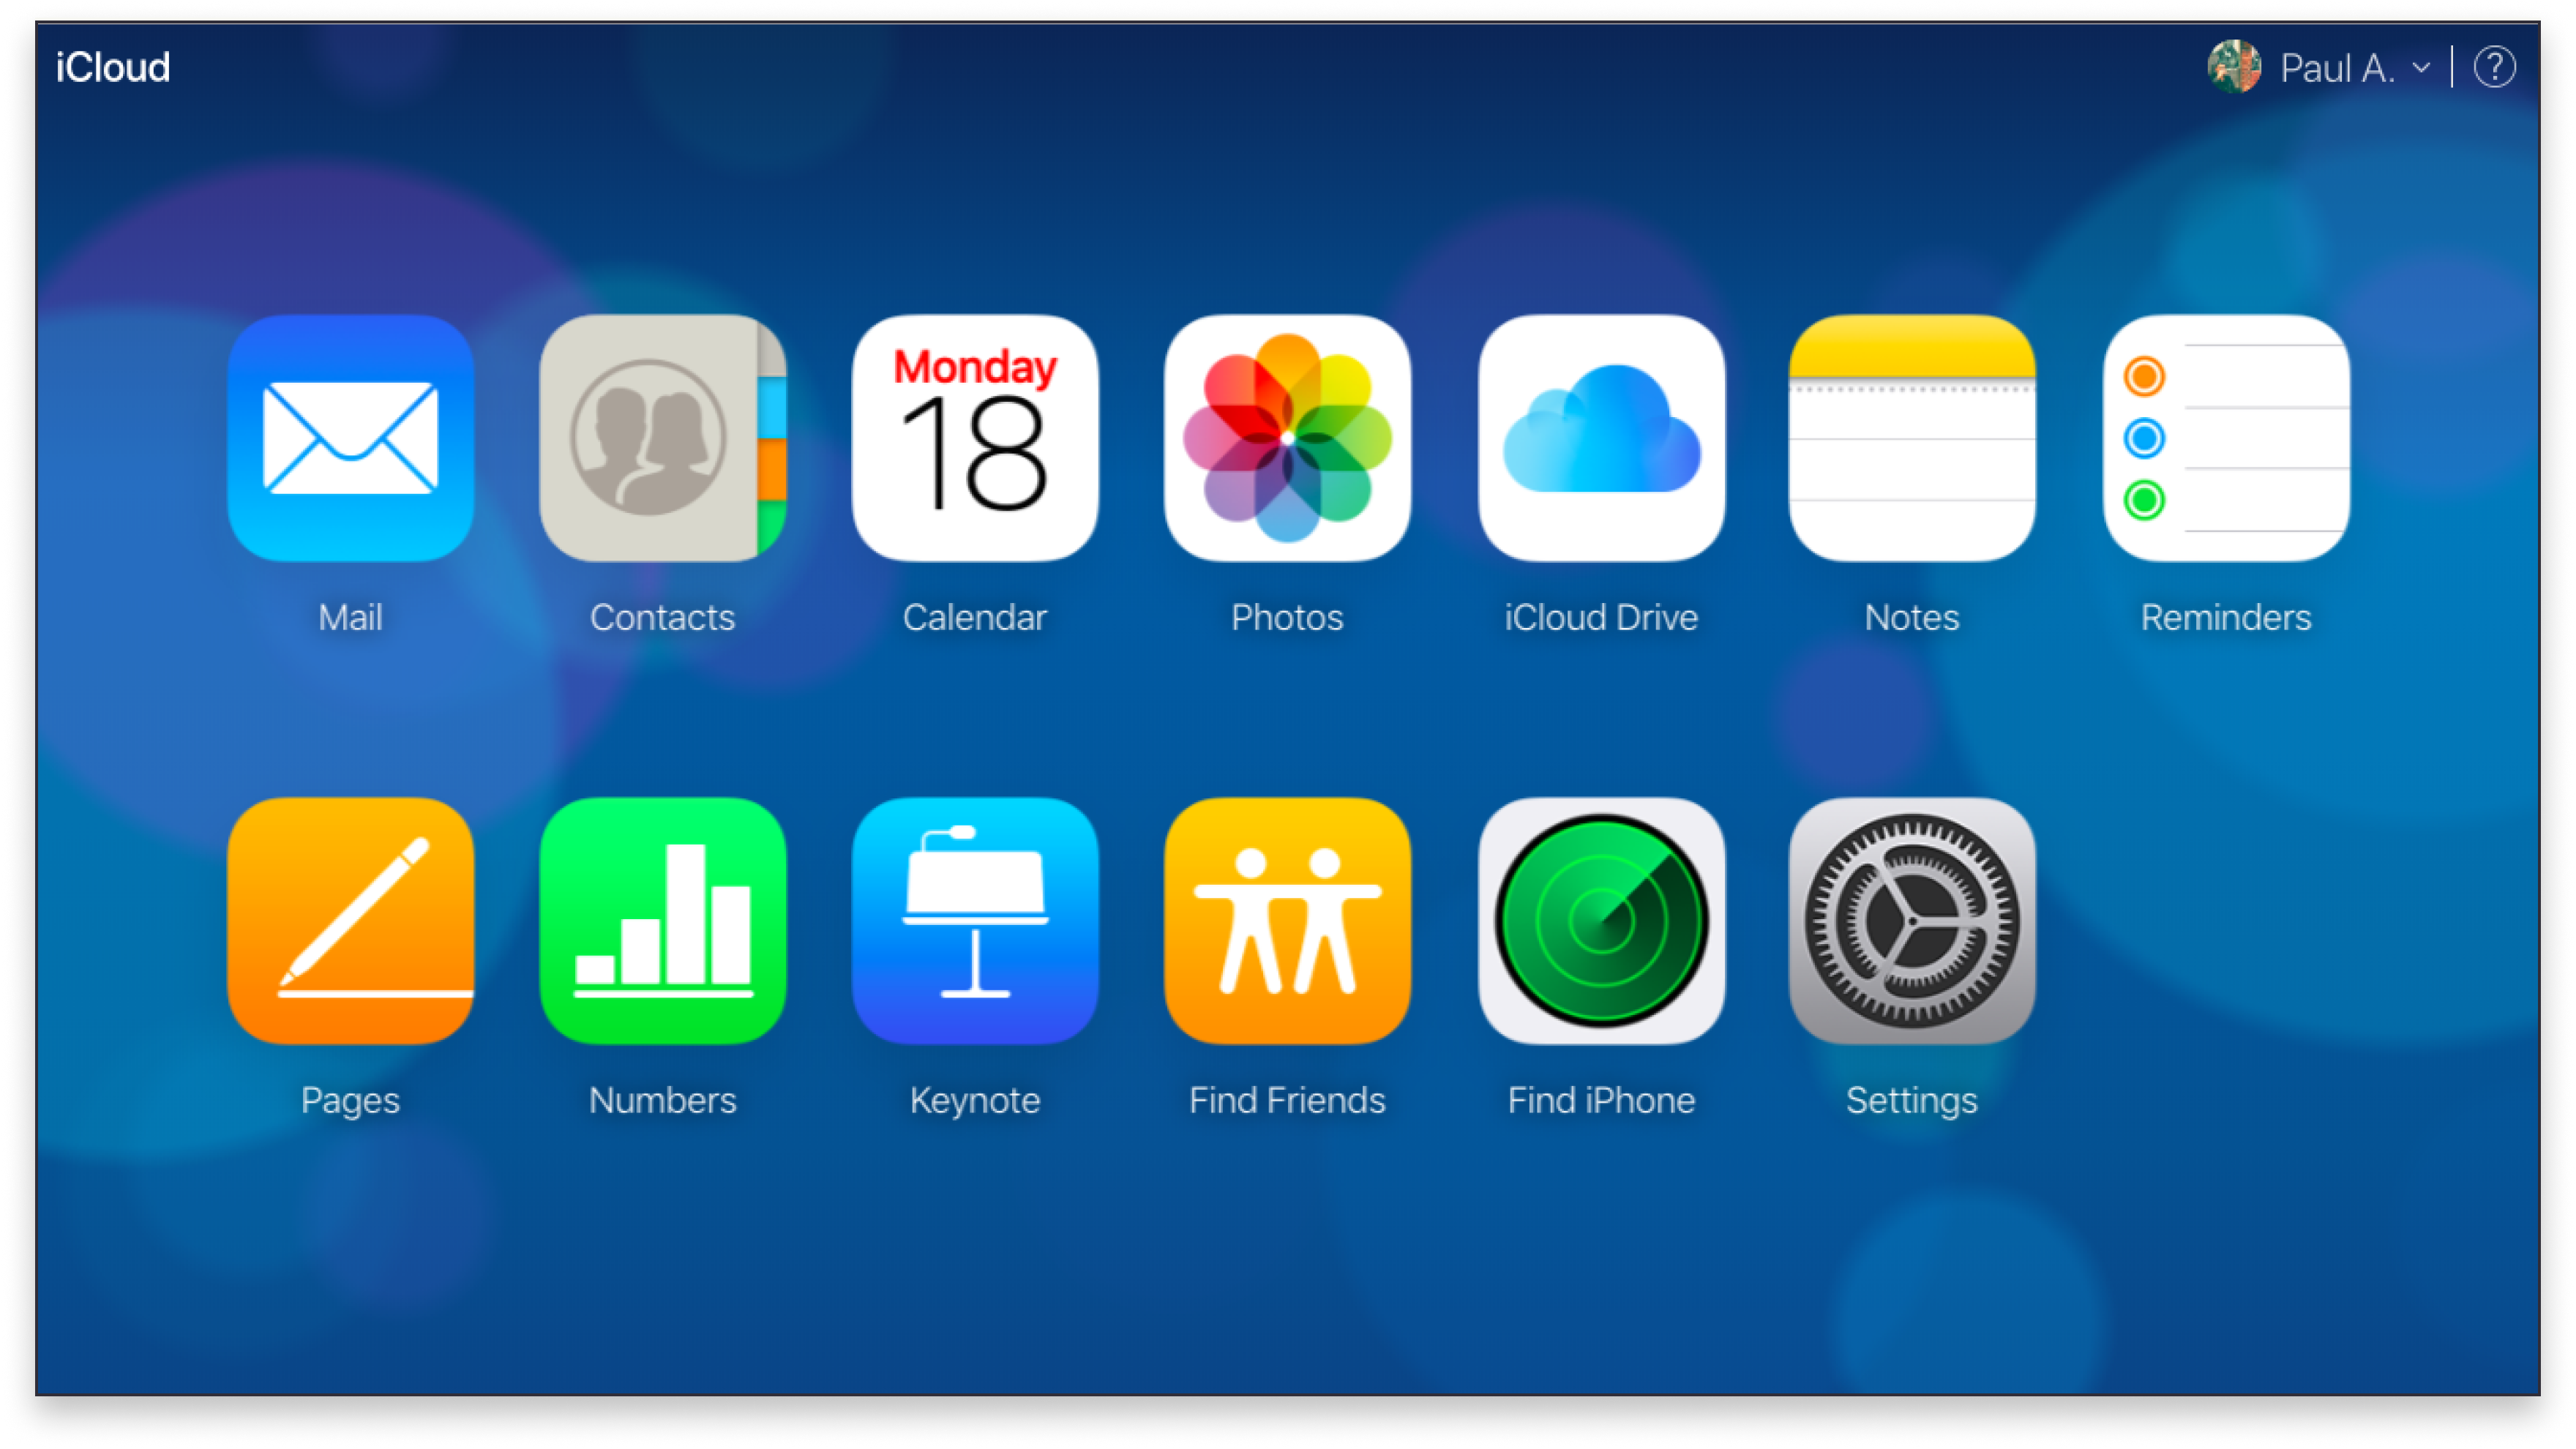 iCloud
Paul A.
?
Monday
18
Mail
Contacts
Calendar
Photos
iCloud Drive
Notes
Reminders
Pages
Numbers
Keynote
Find Friends
Find iPhone
Settings